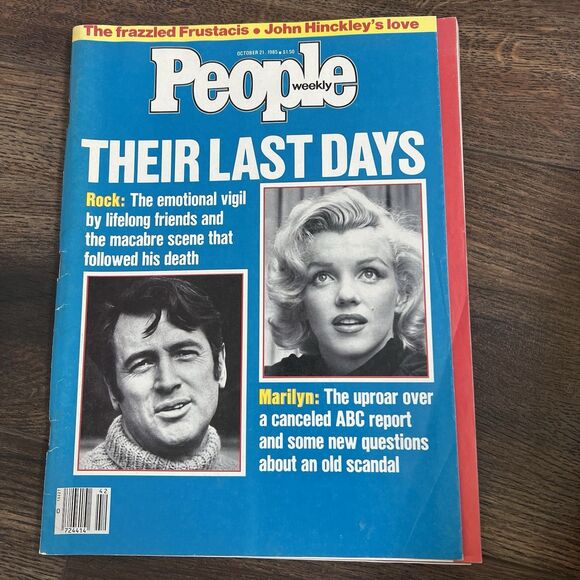 The frazzled Frustacis • John Hinckley's love
OCTOBER 21, 1985 • $1.50
People
weekly
THEIR LAST DAYS
Rock: The emotional vigil
by lifelong friends and
the macabre scene that
followed his death
Marilyn: The uproar over
a canceled ABC report
and some new questions
about an old scandal
42
724414